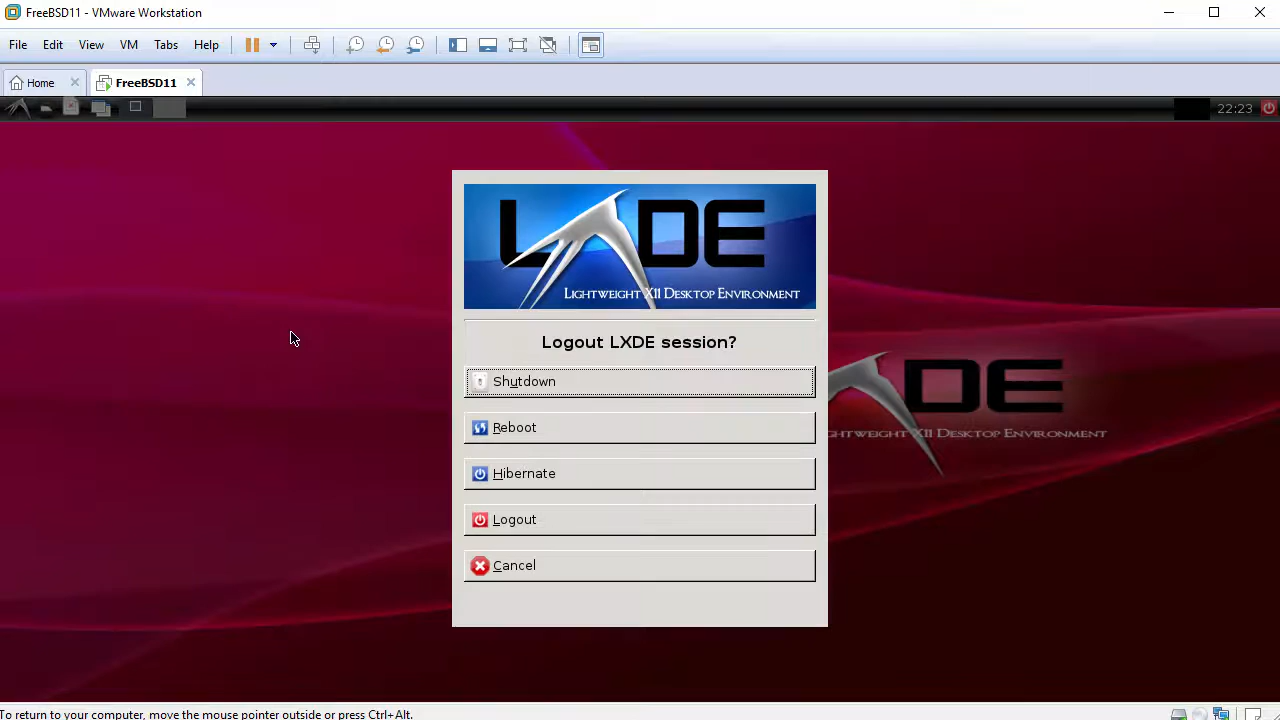 FreeBSD11 - VMware Workstation
File Edit View VM Tabs Help
Home FreeBSD11
22:23
LXDE
LIGHTWEIGHT X11 DESKTOP ENVIRONMENT
Logout LXDE session?
Shutdown
Reboot
Hibernate
Logout
Cancel
DE
GHTWEIGHT X11 DESKTOP ENVIRONMENT
To return to your computer, move the mouse pointer outside or press Ctrl+Alt.